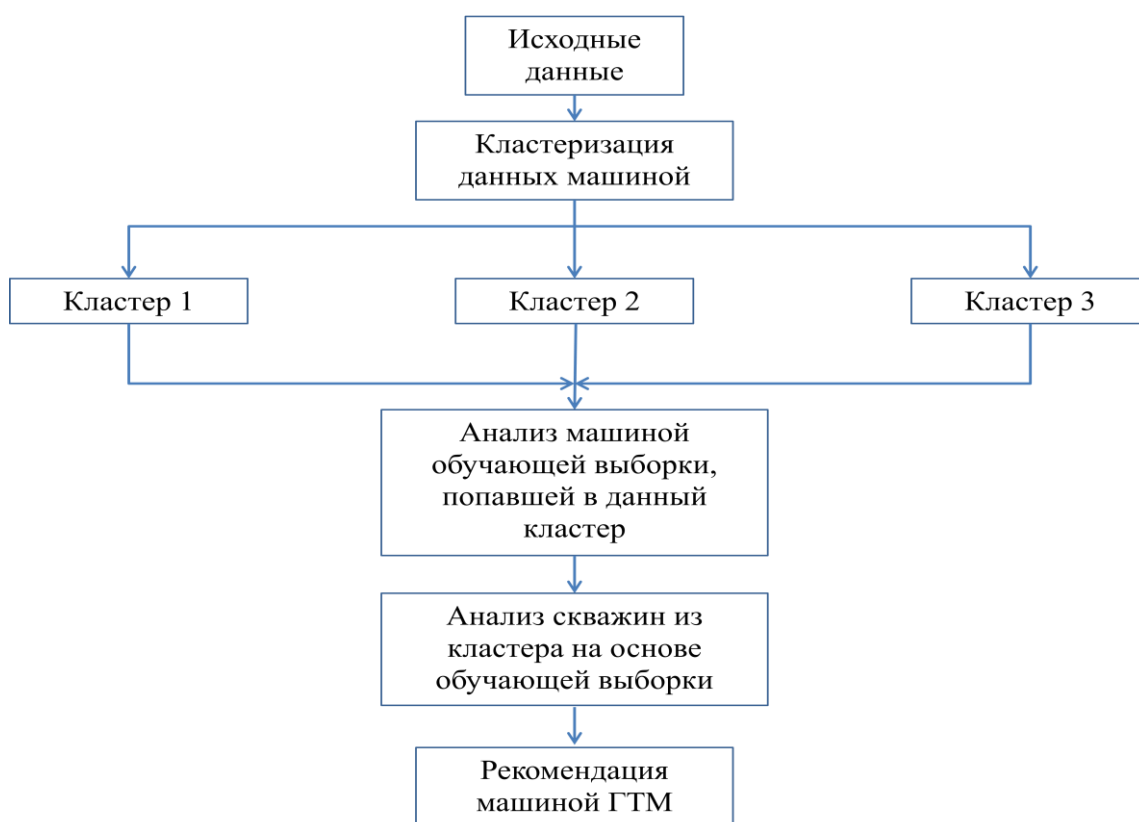 Исходные
данные
Кластеризация
данных машиной
Кластер 1
Кластер 2
Кластер 3
Анализ машиной
обучающей выборки,
попавшей в данный
кластер
Анализ скважин из
кластера на основе
обучающей выборки
Рекомендация
машиной ГТМ